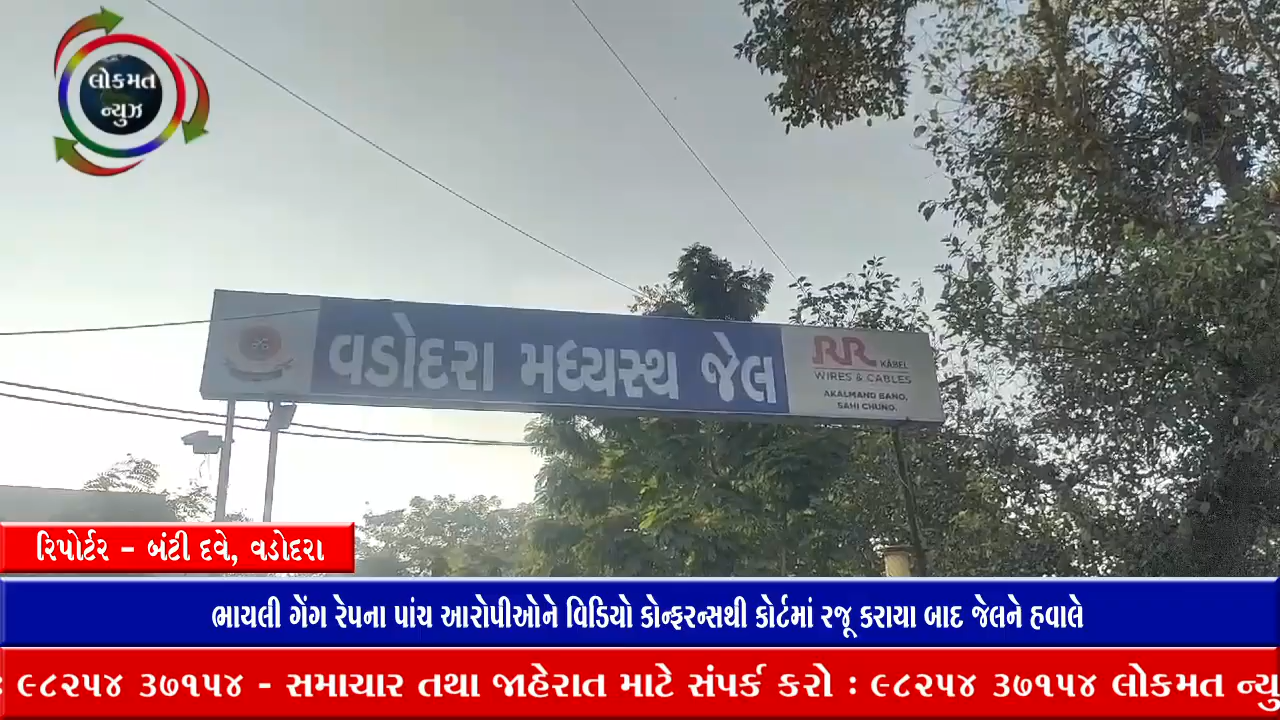 લોકમત
ન્યુઝ
વડોદરા મધ્યસ્થ જેલ
RR KABEL
WIRES & CABLES
AKALMAND BANO,
SAHI CHUNO.
રિપોર્ટર - બંટી દવે, વડોદરા
ભાયલી ગેંગ રેપના પાંચ આરોપીઓને વિડિયો કોન્ફરન્સથી કોર્ટમાં રજૂ કરાયા બાદ જેલને હવાલે
: ૯૮૨૫૪ ૩૭૧૫૪ - સમાચાર તથા જાહેરાત માટે સંપર્ક કરો : ૯૮૨૫૪ ૩૭૧૫૪ લોકમત ન્યુ